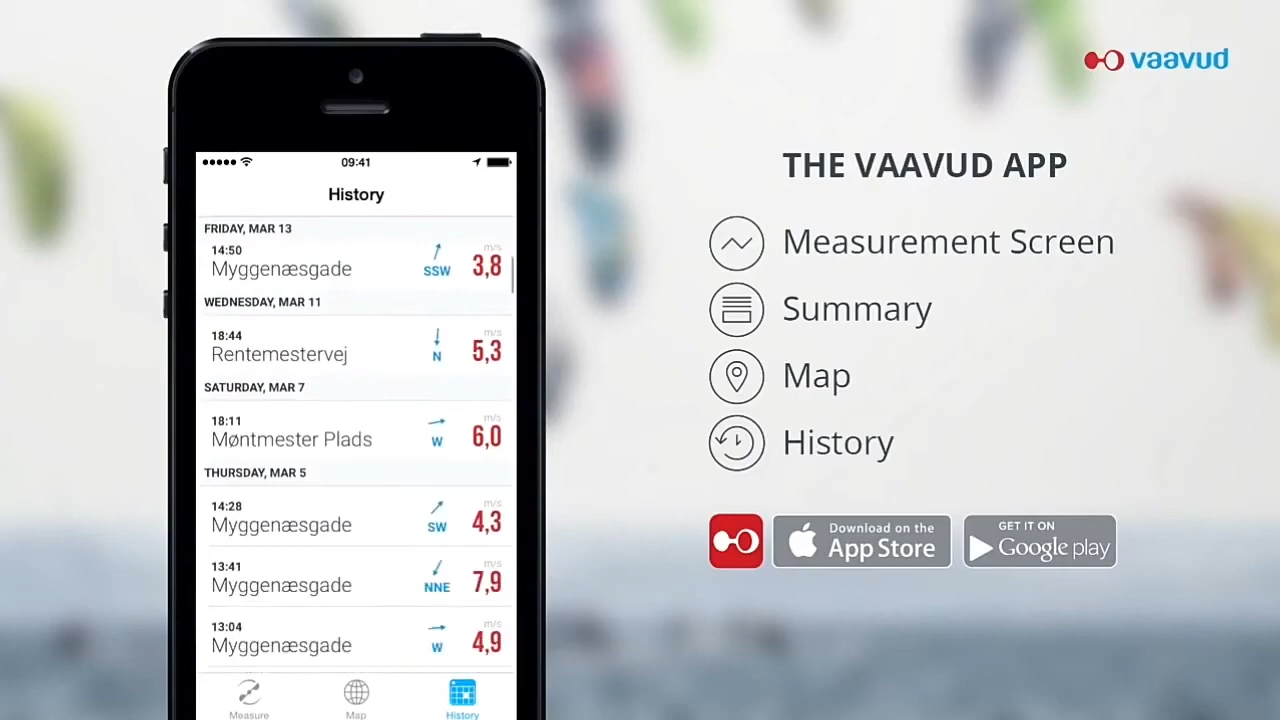 vaavud
09:41
History
FRIDAY, MAR 13
14:50
Myggenæsgade
SSW
m/s
3,8
WEDNESDAY, MAR 11
18:44
Rentemestervej
N
m/s
5,3
SATURDAY, MAR 7
18:11
Møntmester Plads
W
m/s
6,0
THURSDAY, MAR 5
14:28
Myggenæsgade
SW
m/s
4,3
13:41
Myggenæsgade
NNE
m/s
7,9
13:04
Myggenæsgade
W
m/s
4,9
Measure
Map
History
THE VAAVUD APP
Measurement Screen
Summary
Map
History
Download on the
App Store
GET IT ON
Google play